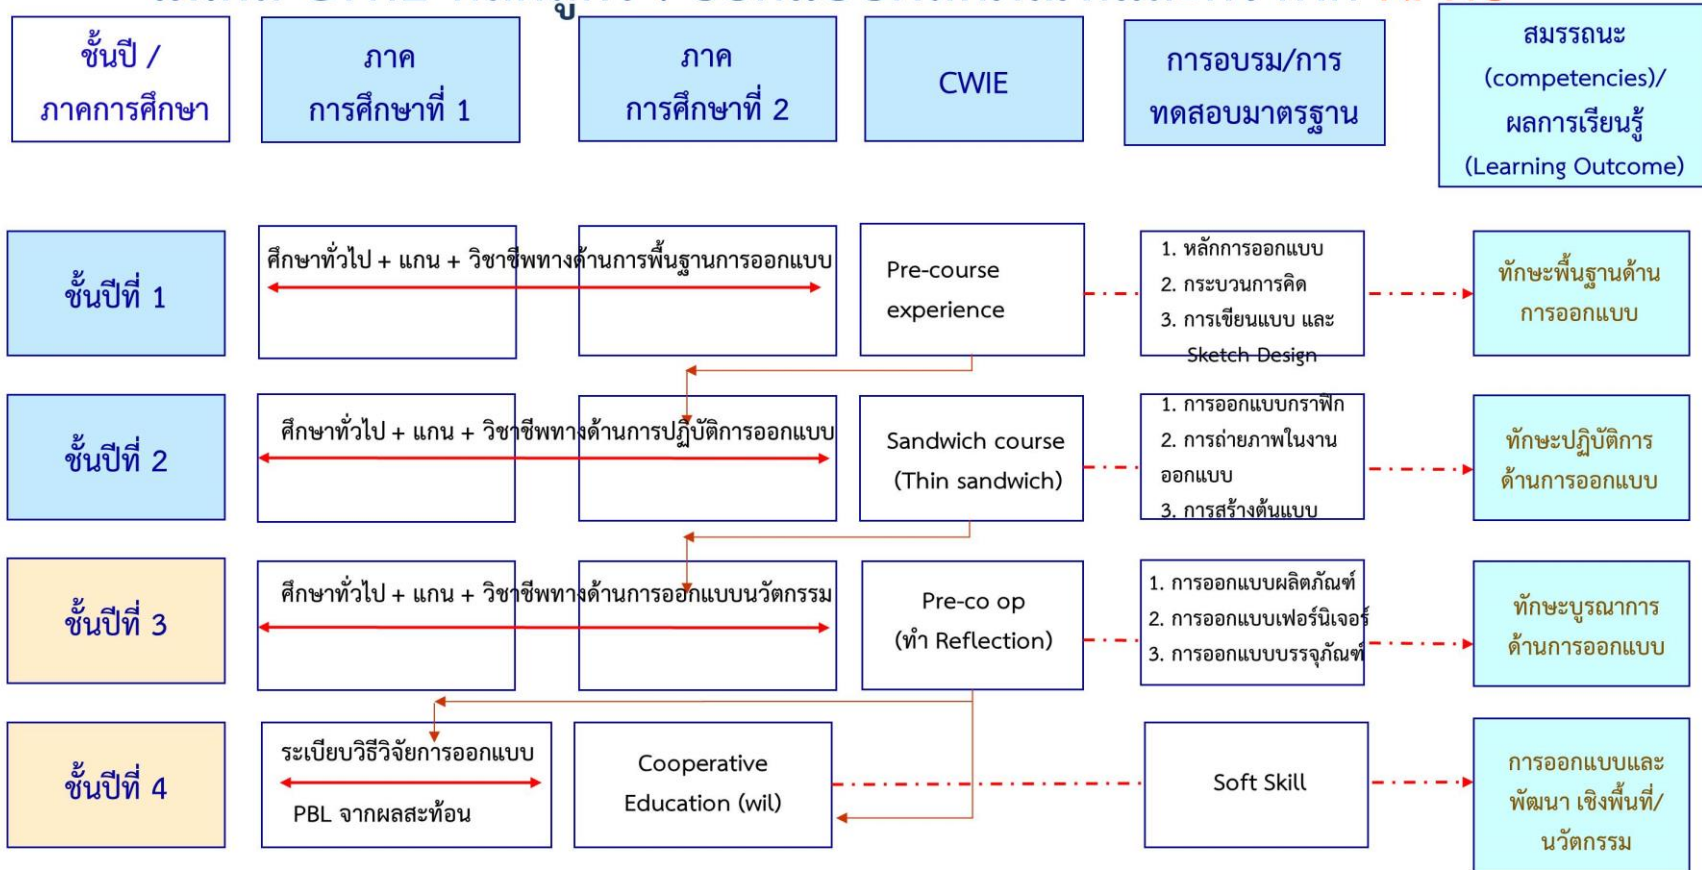 ชั้นปี /
ภาคการศึกษา
ภาค
การศึกษาที่ 1
ภาค
การศึกษาที่ 2
CWIE
การอบรม/การ
ทดสอบมาตรฐาน
สมรรถนะ
(competencies)/
ผลการเรียนรู้
(Learning Outcome)
ชั้นปีที่ 1
ศึกษาทั่วไป + แกน + วิชาชีพทางด้านการพื้นฐานการออกแบบ
Pre-course
experience
1. หลักการออกแบบ
2. กระบวนการคิด
3. การเขียนแบบ และ
Sketch Design
ทักษะพื้นฐานด้าน
การออกแบบ
ชั้นปีที่ 2
ศึกษาทั่วไป + แกน + วิชาชีพทางด้านการปฏิบัติการออกแบบ
Sandwich course
(Thin sandwich)
1. การออกแบบกราฟิก
2. การถ่ายภาพในงาน
ออกแบบ
3. การสร้างต้นแบบ
ทักษะปฏิบัติการ
ด้านการออกแบบ
ชั้นปีที่ 3
ศึกษาทั่วไป + แกน + วิชาชีพทางด้านการออกแบบนวัตกรรม
Pre-co op
(ทำ Reflection)
1. การออกแบบผลิตภัณฑ์
2. การออกแบบเฟอร์นิเจอร์
3. การออกแบบบรรจุภัณฑ์
ทักษะบูรณาการ
ด้านการออกแบบ
ชั้นปีที่ 4
ระเบียบวิธีวิจัยการออกแบบ
PBL จากผลสะท้อน
Cooperative
Education (wil)
Soft Skill
การออกแบบและ
พัฒนา เชิงพื้นที่/
นวัตกรรม